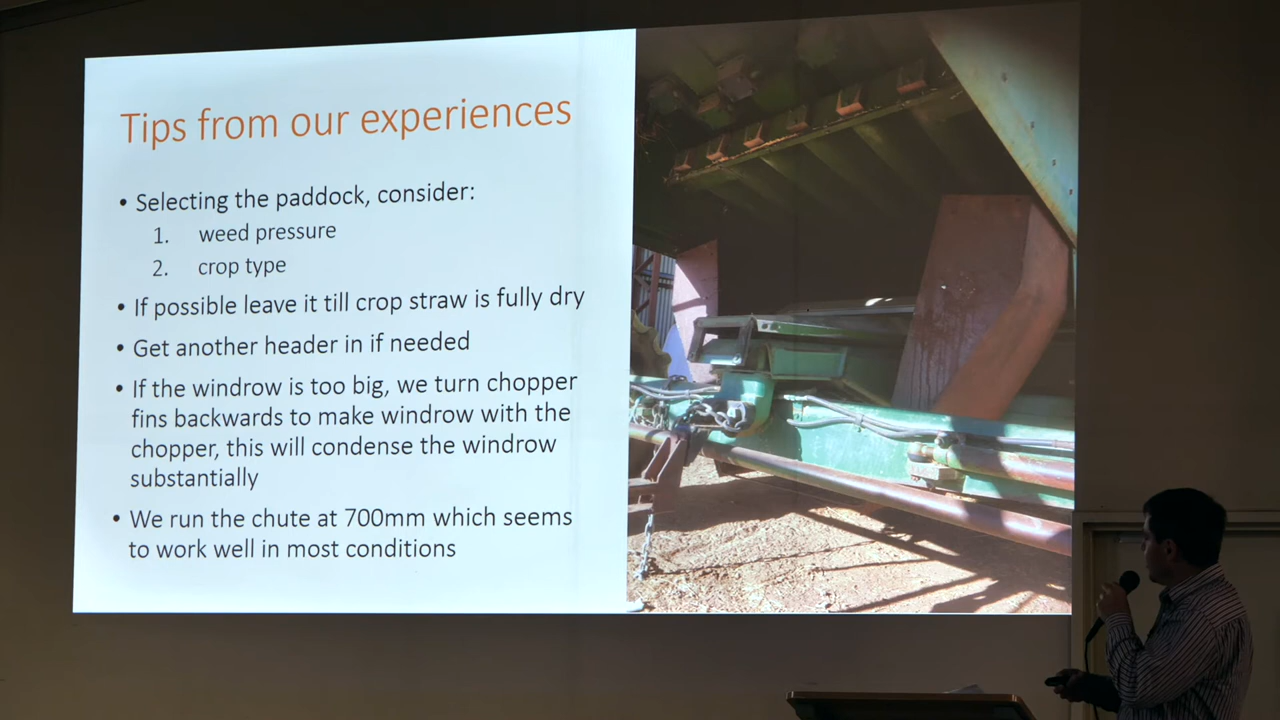 Tips from our experiences
• Selecting the paddock, consider:
1. weed pressure
2. crop type
• If possible leave it till crop straw is fully dry
• Get another header in if needed
• If the windrow is too big, we turn chopper
fins backwards to make windrow with the
chopper, this will condense the windrow
substantially
• We run the chute at 700mm which seems
to work well in most conditions